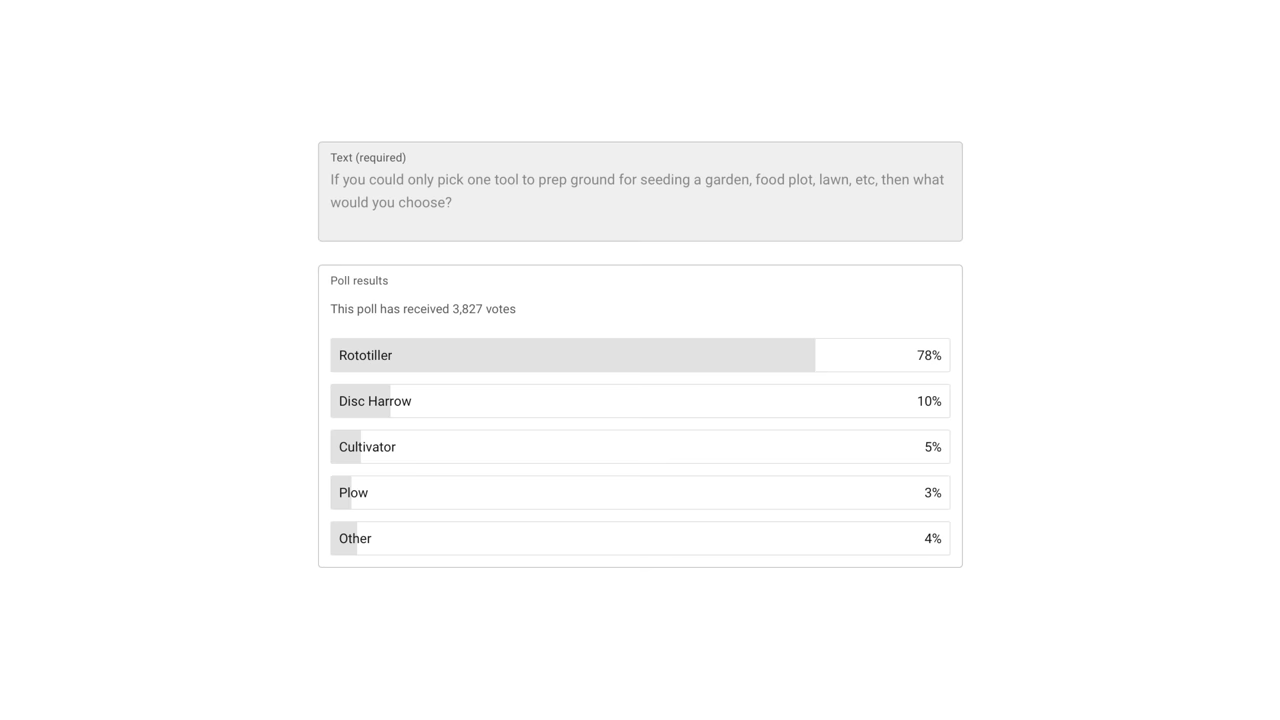 Text (required)
If you could only pick one tool to prep ground for seeding a garden, food plot, lawn, etc, then what
would you choose?
Poll results
This poll has received 3,827 votes
Rototiller 78%
Disc Harrow 10%
Cultivator 5%
Plow 3%
Other 4%